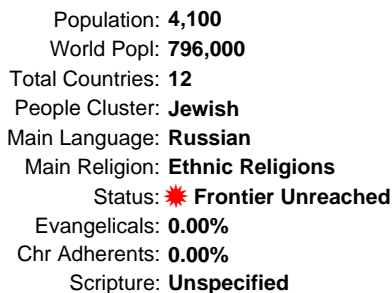 Population: 4,100
World Popl: 796,000
Total Countries: 12
People Cluster: Jewish
Main Language: Russian
Main Religion: Ethnic Religions
Status: Frontier Unreached
Evangelicals: 0.00%
Chr Adherents: 0.00%
Scripture: Unspecified